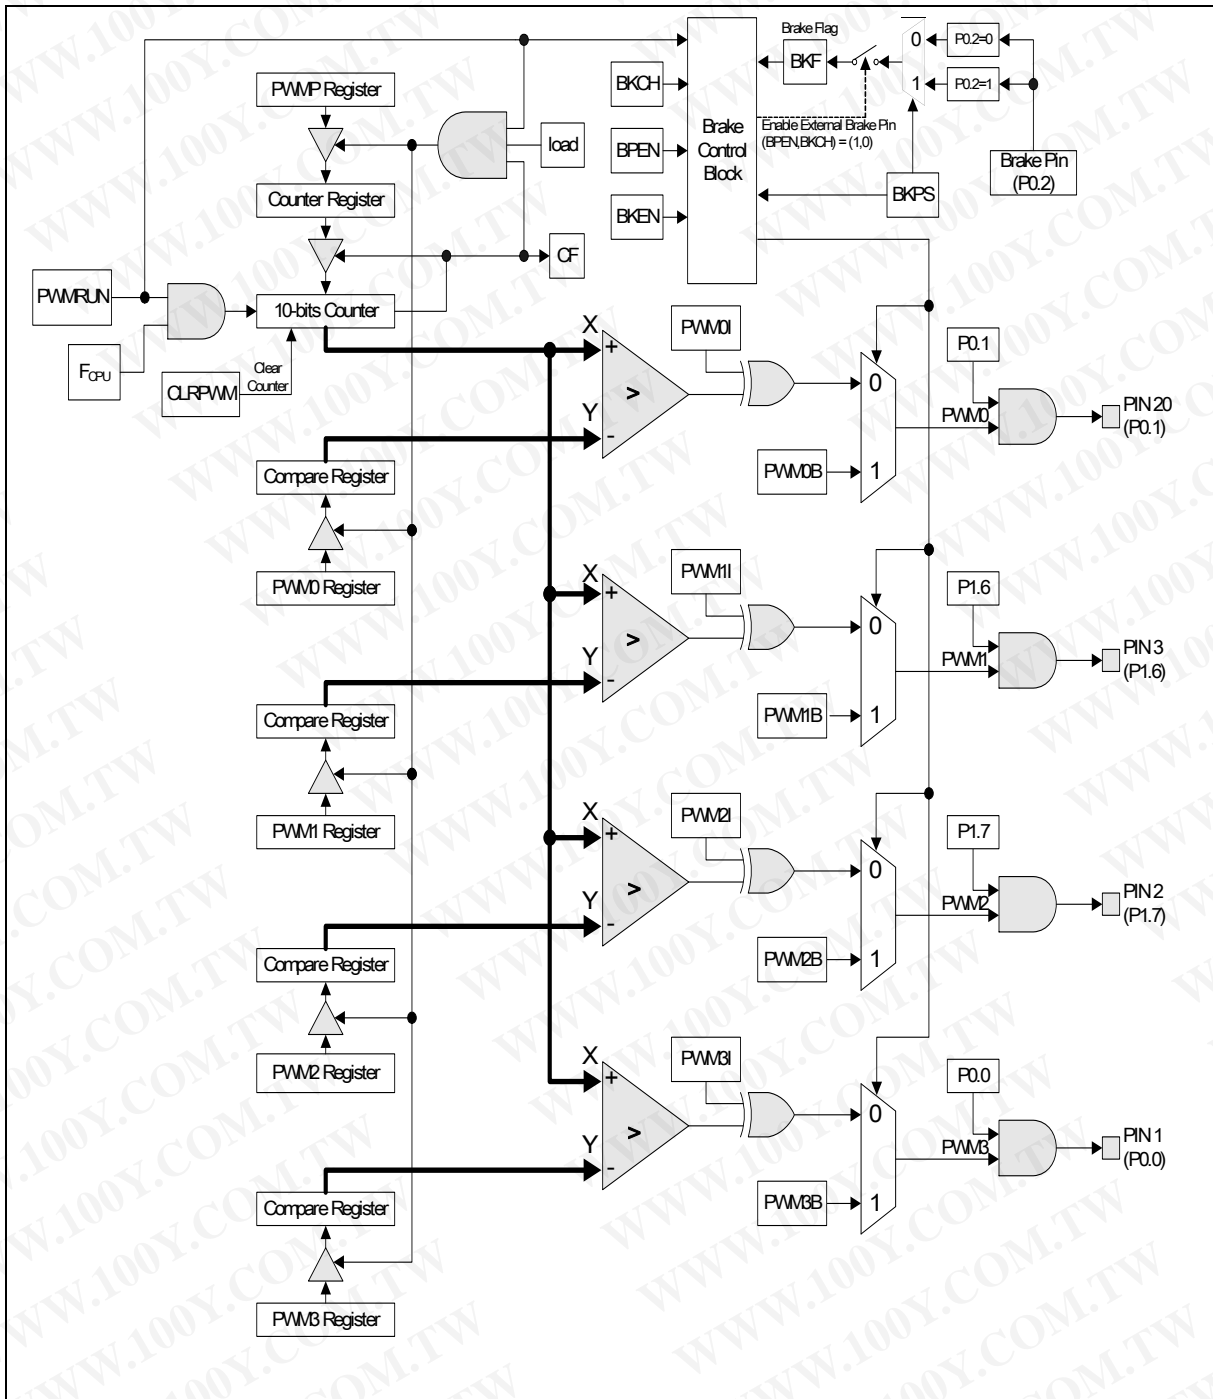 PWMP Register
Counter Register
10-bits Counter
PWMRUN
FCPU
CLRPWM
Clear
Counter
load
CF
BKCH
BPEN
BKEN
Brake
Control
Block
Brake Flag
BKF
Enable External Brake Pin
(BPEN,BKCH) = (1,0)
0
1
P0.2=0
P0.2=1
BKPS
Brake Pin
(P0.2)
X
+
>
Y
-
PWM0I
0
PWM0B
1
PWM0
P0.1
PIN 20
(P0.1)
Compare Register
PWM0 Register
X
+
>
Y
-
PWM1I
0
PWM1B
1
PWM1
P1.6
PIN 3
(P1.6)
Compare Register
PWM1 Register
X
+
>
Y
-
PWM2I
0
PWM2B
1
PWM2
P1.7
PIN 2
(P1.7)
Compare Register
PWM2 Register
X
+
>
Y
-
PWM3I
0
PWM3B
1
PWM3
P0.0
PIN 1
(P0.0)
Compare Register
PWM3 Register
WWW.100Y.COM.TW